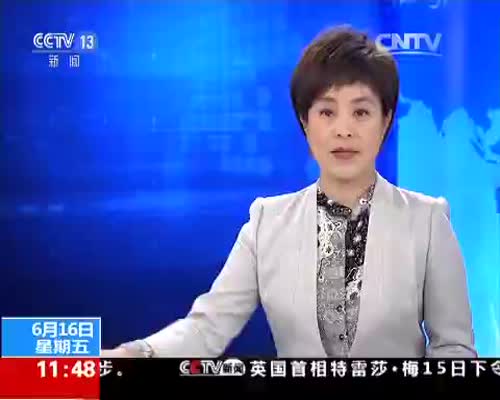 CCTV 13
新闻
CNTV
6月16日
星期五
11:48
步。
CCTV新闻
英国首相特雷莎·梅15日下令